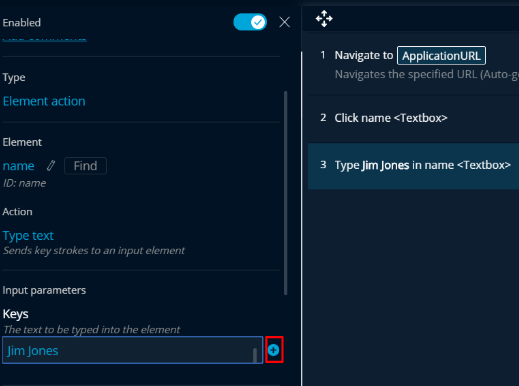 Enabled
Add comments
Type
Element action
Element
name Find
ID: name
Action
Type text
Sends key strokes to an input element
Input parameters
Keys
The text to be typed into the element
Jim Jones
1 Navigate to ApplicationURL
Navigates the specified URL (Auto-g
2 Click name <Textbox>
3 Type Jim Jones in name <Textbox>